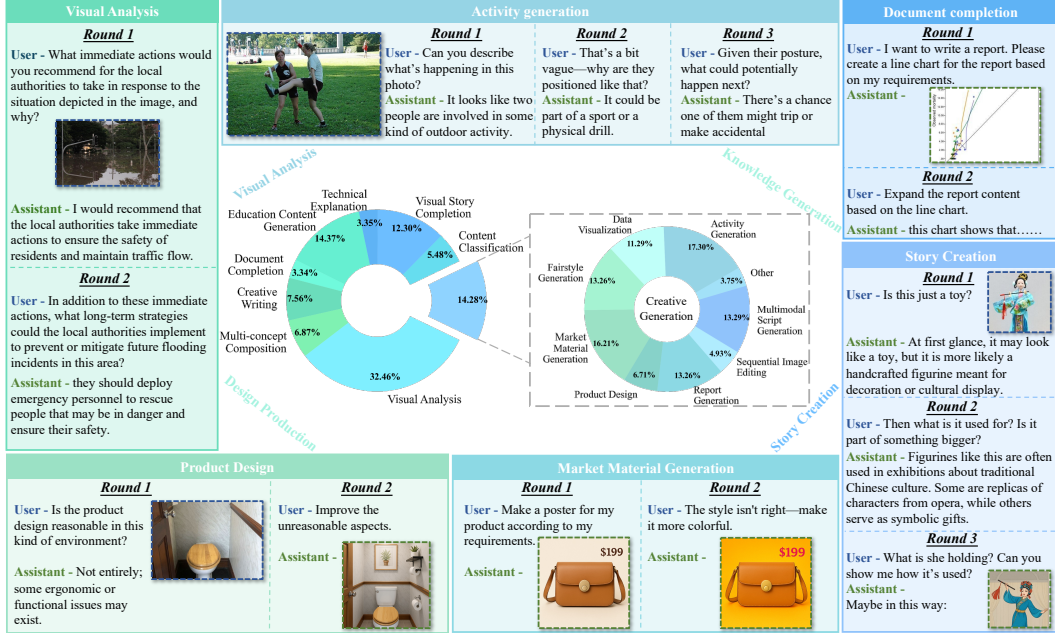 Visual Analysis
Round 1
User - What immediate actions would
you recommend for the local
authorities to take in response to the
situation depicted in the image, and
why?
Assistant - I would recommend that
the local authorities take immediate
actions to ensure the safety of
residents and maintain traffic flow.
Round 2
User - In addition to these immediate
actions, what long-term strategies
could the local authorities implement
to prevent or mitigate future flooding
incidents in this area?
Assistant - they should deploy
emergency personnel to rescue
people that may be in danger and
ensure their safety.
Activity generation
Round 1
User - Can you describe
what's happening in this
photo?
Assistant - It looks like two
people are involved in some
kind of outdoor activity.
Round 2
User - That's a bit
vague—why are they
positioned like that?
Assistant - It could be
part of a sport or a
physical drill.
Round 3
User - Given their posture,
what could potentially
happen next?
Assistant - There's a chance
one of them might trip or
make accidental
Document completion
Round 1
User - I want to write a report. Please
create a line chart for the report based
on my requirements.
Assistant -
Round 2
User - Expand the report content
based on the line chart.
Assistant - this chart shows that……
Visual Analysis
Knowledge Generation
Design Production
Story Creation
Technical
Explanation
3.35%
Visual Story
Completion
12.30%
Content
Classification
5.48%
14.28%
Education Content
Generation
14.37%
Document
Completion
3.34%
Creative
Writing
7.56%
Multi-concept
Composition
6.87%
32.46%
Visual Analysis
Data
Visualization
11.29%
Activity
Generation
17.30%
Other
3.75%
Multimodal
Script
Generation
13.29%
Sequential Image
Editing
4.93%
Report
Generation
13.26%
Product Design
6.71%
Market
Material
Generation
16.21%
Fairstyle
Generation
13.26%
Creative
Generation
Story Creation
Round 1
User - Is this just a toy?
Assistant - At first glance, it may look
like a toy, but it is more likely a
handcrafted figurine meant for
decoration or cultural display.
Round 2
User - Then what is it used for? Is it
part of something bigger?
Assistant - Figurines like this are often
used in exhibitions about traditional
Chinese culture. Some are replicas of
characters from opera, while others
serve as symbolic gifts.
Round 3
User - What is she holding? Can you
show me how it's used?
Assistant -
Maybe in this way:
Product Design
Round 1
User - Is the product
design reasonable in this
kind of environment?
Assistant - Not entirely;
some ergonomic or
functional issues may
exist.
Round 2
User - Improve the
unreasonable aspects.
Assistant -
Market Material Generation
Round 1
User - Make a poster for my
product according to my
requirements.
Assistant -
$199
Round 2
User - The style isn't right—make
it more colorful.
Assistant -
$199